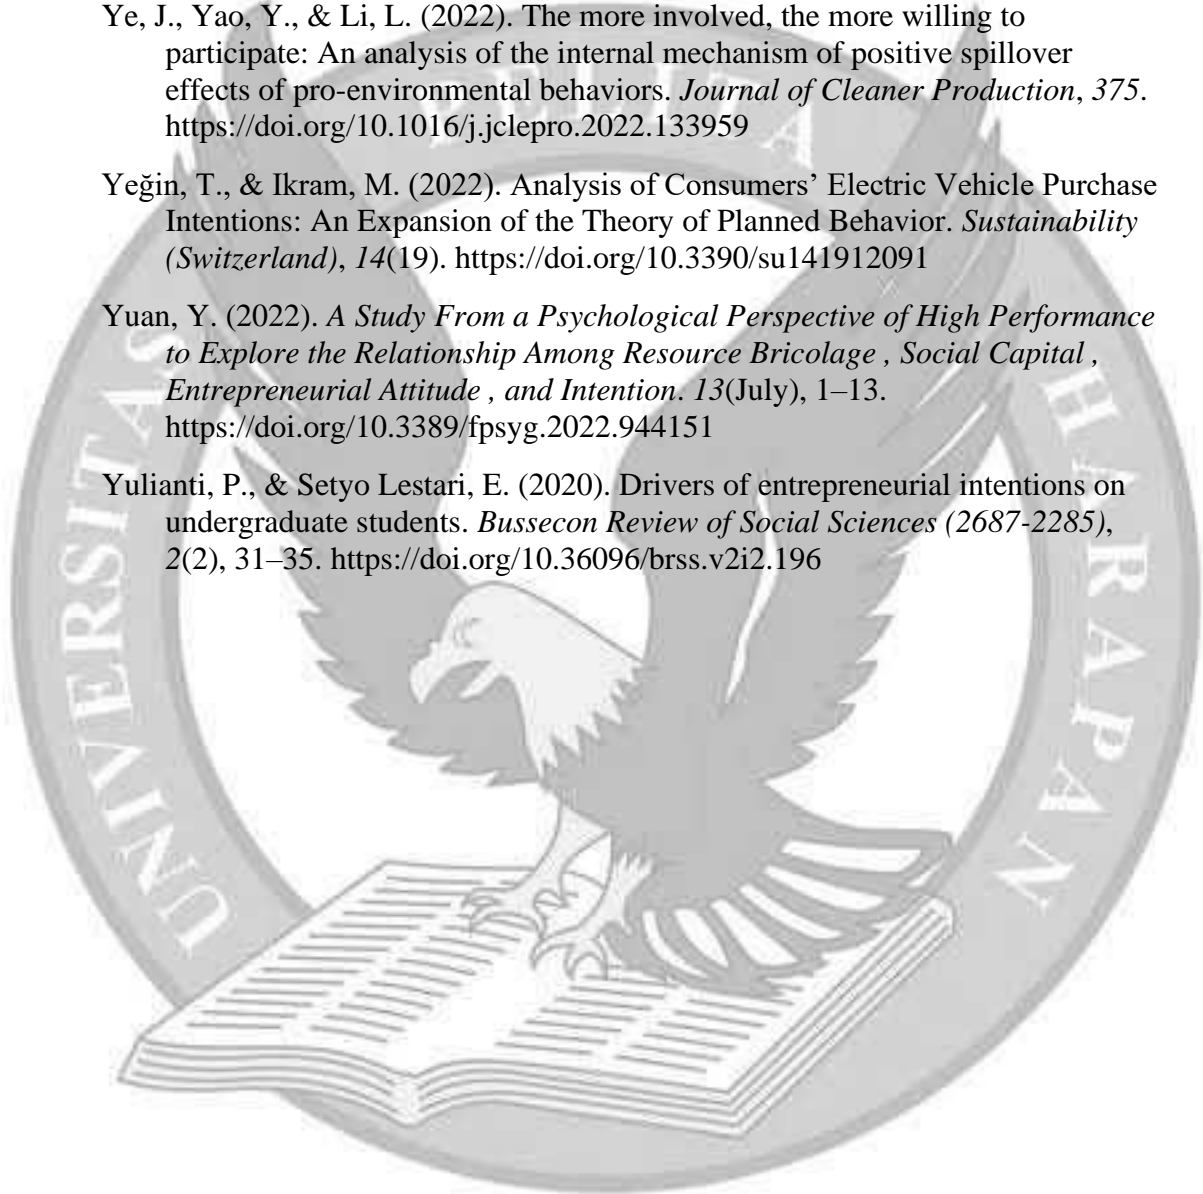 Ye, J., Yao, Y., & Li, L. (2022). The more involved, the more willing to
participate: An analysis of the internal mechanism of positive spillover
effects of pro-environmental behaviors. Journal of Cleaner Production, 375.
https://doi.org/10.1016/j.jclepro.2022.133959
Yeğin, T., & Ikram, M. (2022). Analysis of Consumers’ Electric Vehicle Purchase
Intentions: An Expansion of the Theory of Planned Behavior. Sustainability
(Switzerland), 14(19). https://doi.org/10.3390/su141912091
Yuan, Y. (2022). A Study From a Psychological Perspective of High Performance
to Explore the Relationship Among Resource Bricolage , Social Capital ,
Entrepreneurial Attitude , and Intention. 13(July), 1–13.
https://doi.org/10.3389/fpsyg.2022.944151
Yulianti, P., & Setyo Lestari, E. (2020). Drivers of entrepreneurial intentions on
undergraduate students. Bussecon Review of Social Sciences (2687-2285),
2(2), 31–35. https://doi.org/10.36096/brss.v2i2.196
UNIVERSITAS
PELITA
HARAPAN